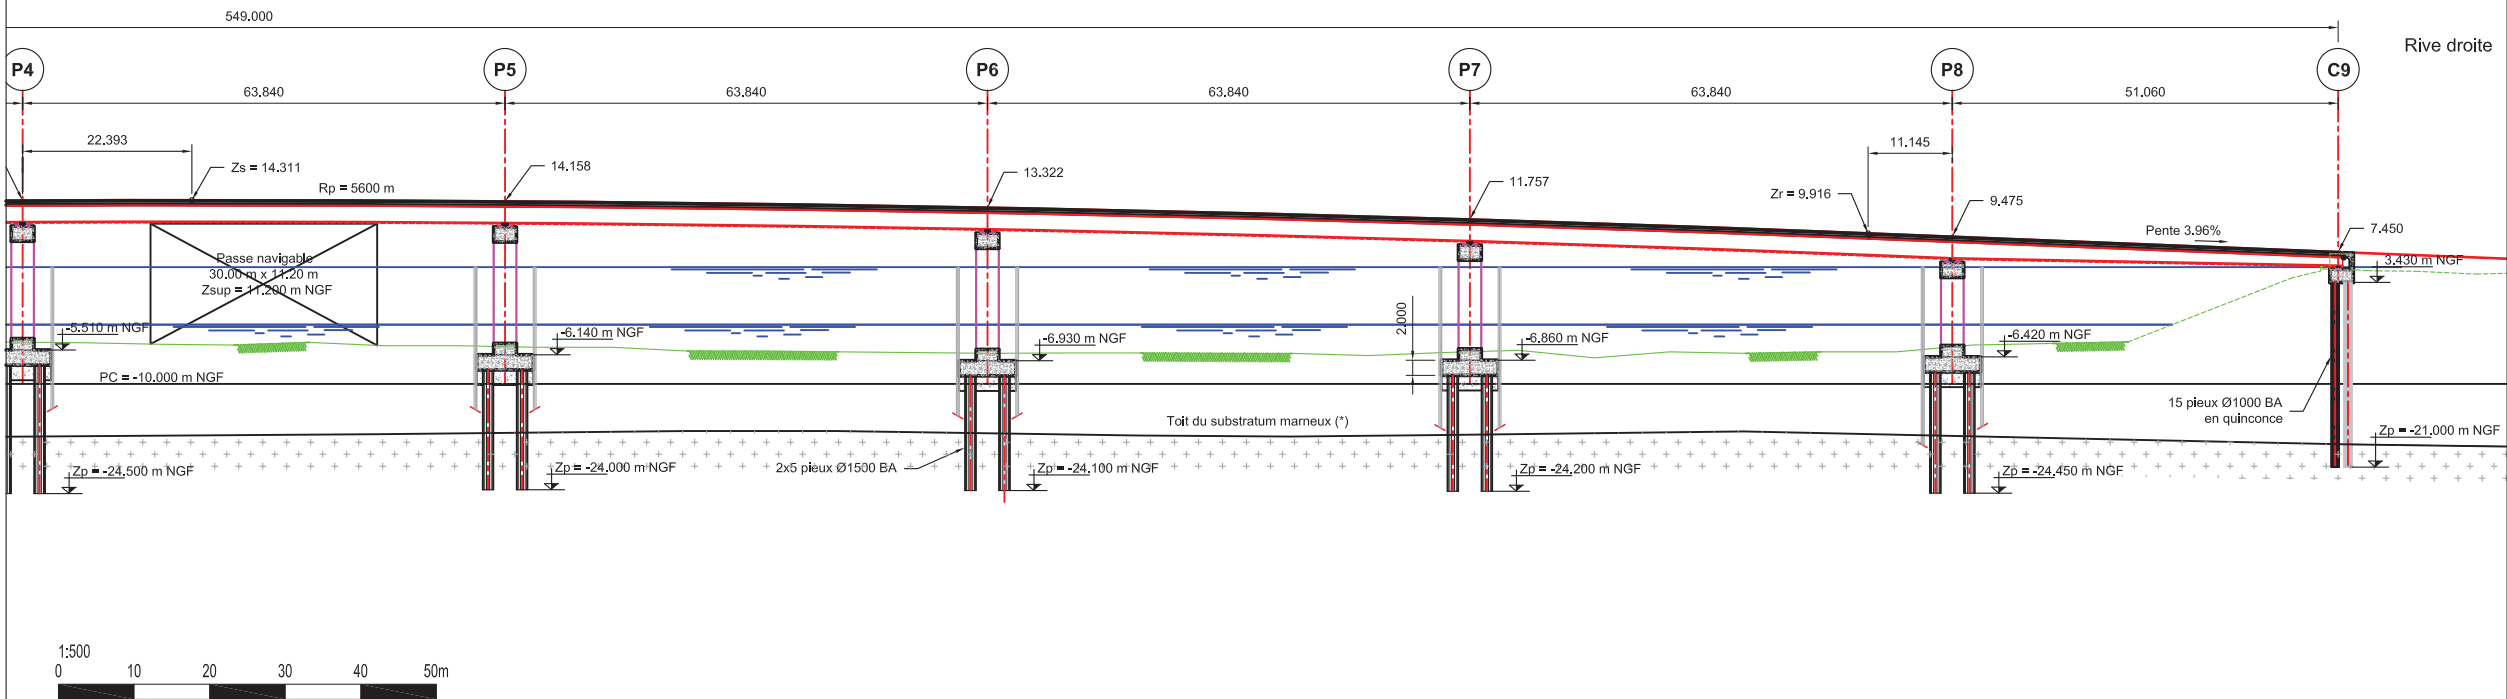 549.000
Rive droite
P4
P5
P6
P7
P8
C9
63.840
63.840
63.840
63.840
51.060
22.393
11.145
Zs = 14.311
14.158
13.322
11.757
Zr = 9,916
9.475
7.450
Rp = 5600 m
Pente 3.96%
Passe navigable
30.00 m x 11.20 m
Zsup = 11.200 m NGF
3.430 m NGF
-5.510 m NGF
-6.140 m NGF
-6.930 m NGF
2.000
-6.860 m NGF
-6.420 m NGF
PC = -10.000 m NGF
Toit du substratum marneux (*)
15 pieux Ø1000 BA
en quinconce
Zp = -21.000 m NGF
Zp = -24.500 m NGF
Zp = -24.000 m NGF
2x5 pieux Ø1500 BA
Zp = -24.100 m NGF
Zp = -24.200 m NGF
Zp = -24.450 m NGF
1:500
0 10 20 30 40 50m